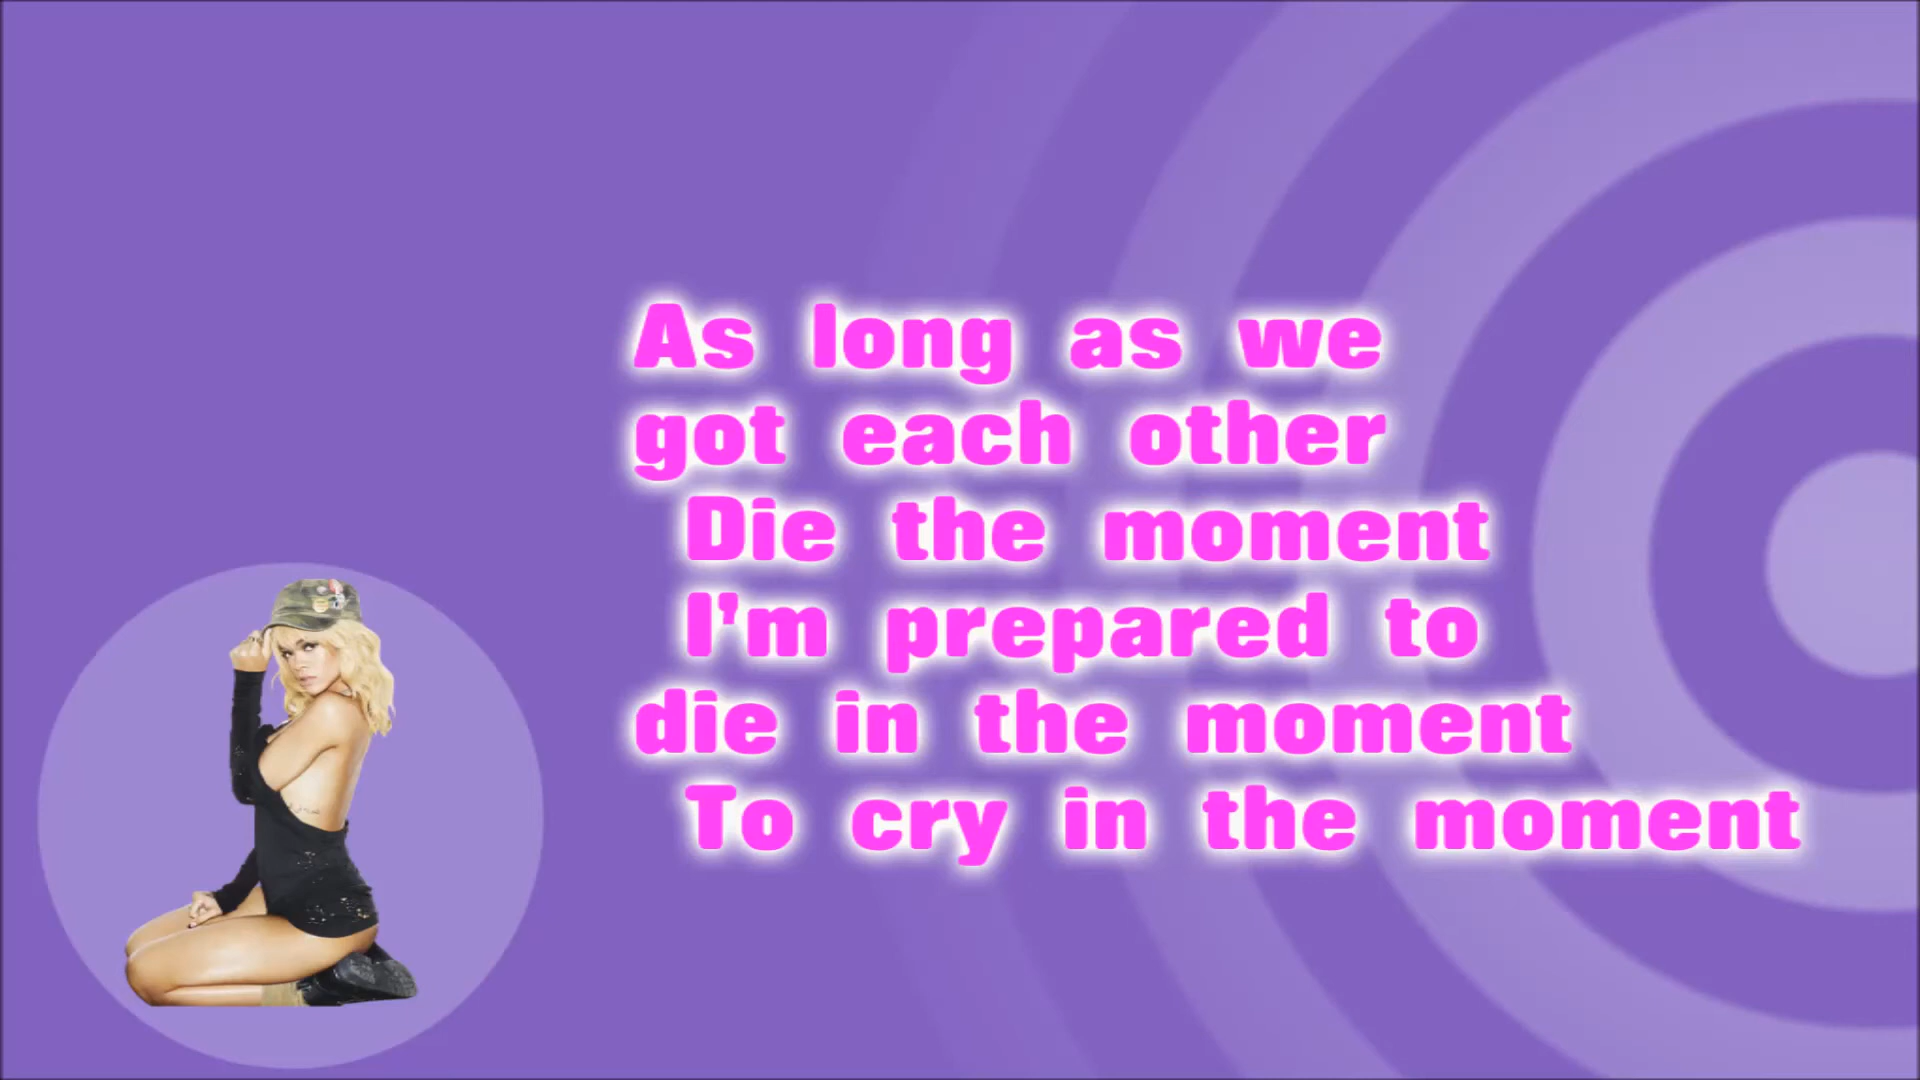 As long as we
got each other
Die the moment
I'm prepared to
die in the moment
To cry in the moment